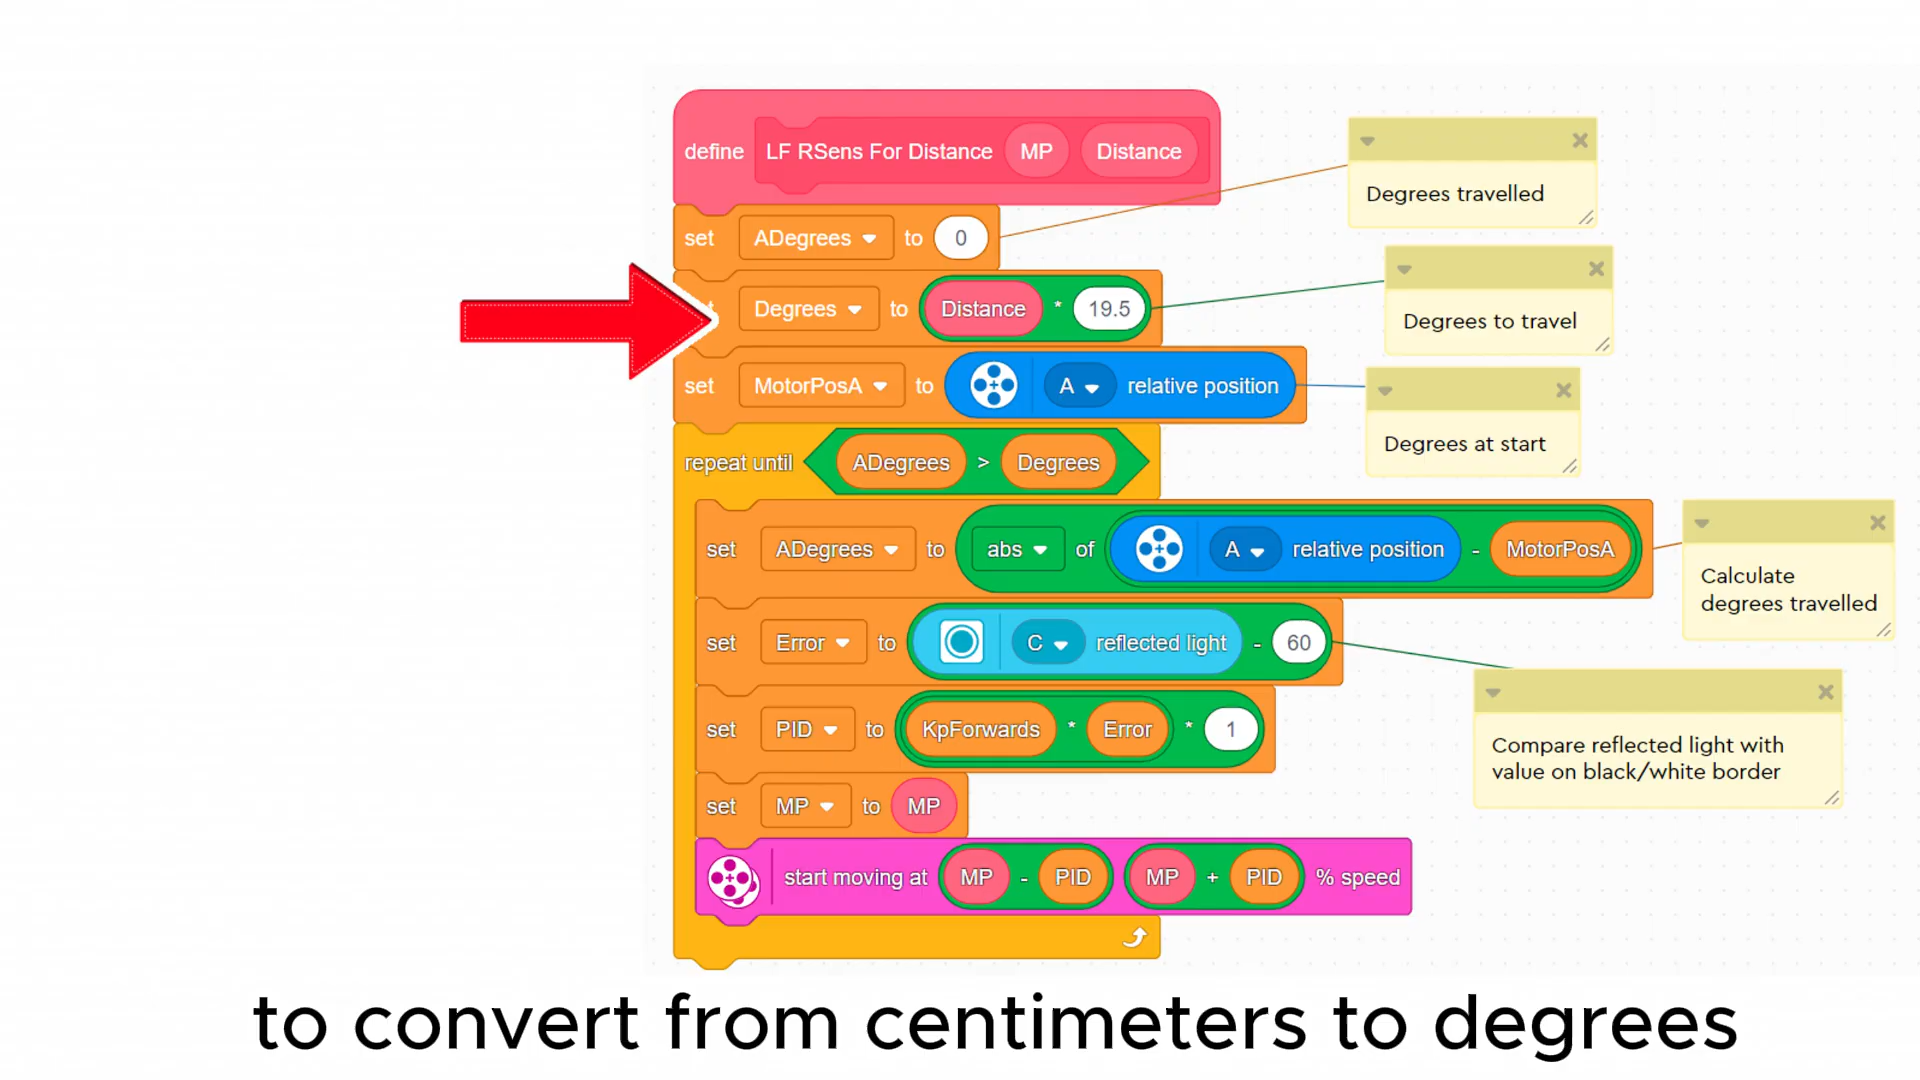 define LF RSens For Distance MP Distance
Degrees travelled
set ADegrees to 0
Degrees to Distance * 19.5
Degrees to travel
set MotorPosA to A relative position
Degrees at start
repeat until ADegrees > Degrees
set ADegrees to abs of A relative position - MotorPosA
Calculate
degrees travelled
set Error to C reflected light - 60
set PID to KpForwards * Error * 1
Compare reflected light with
value on black/white border
set MP to MP
start moving at MP - PID MP + PID % speed
to convert from centimeters to degrees